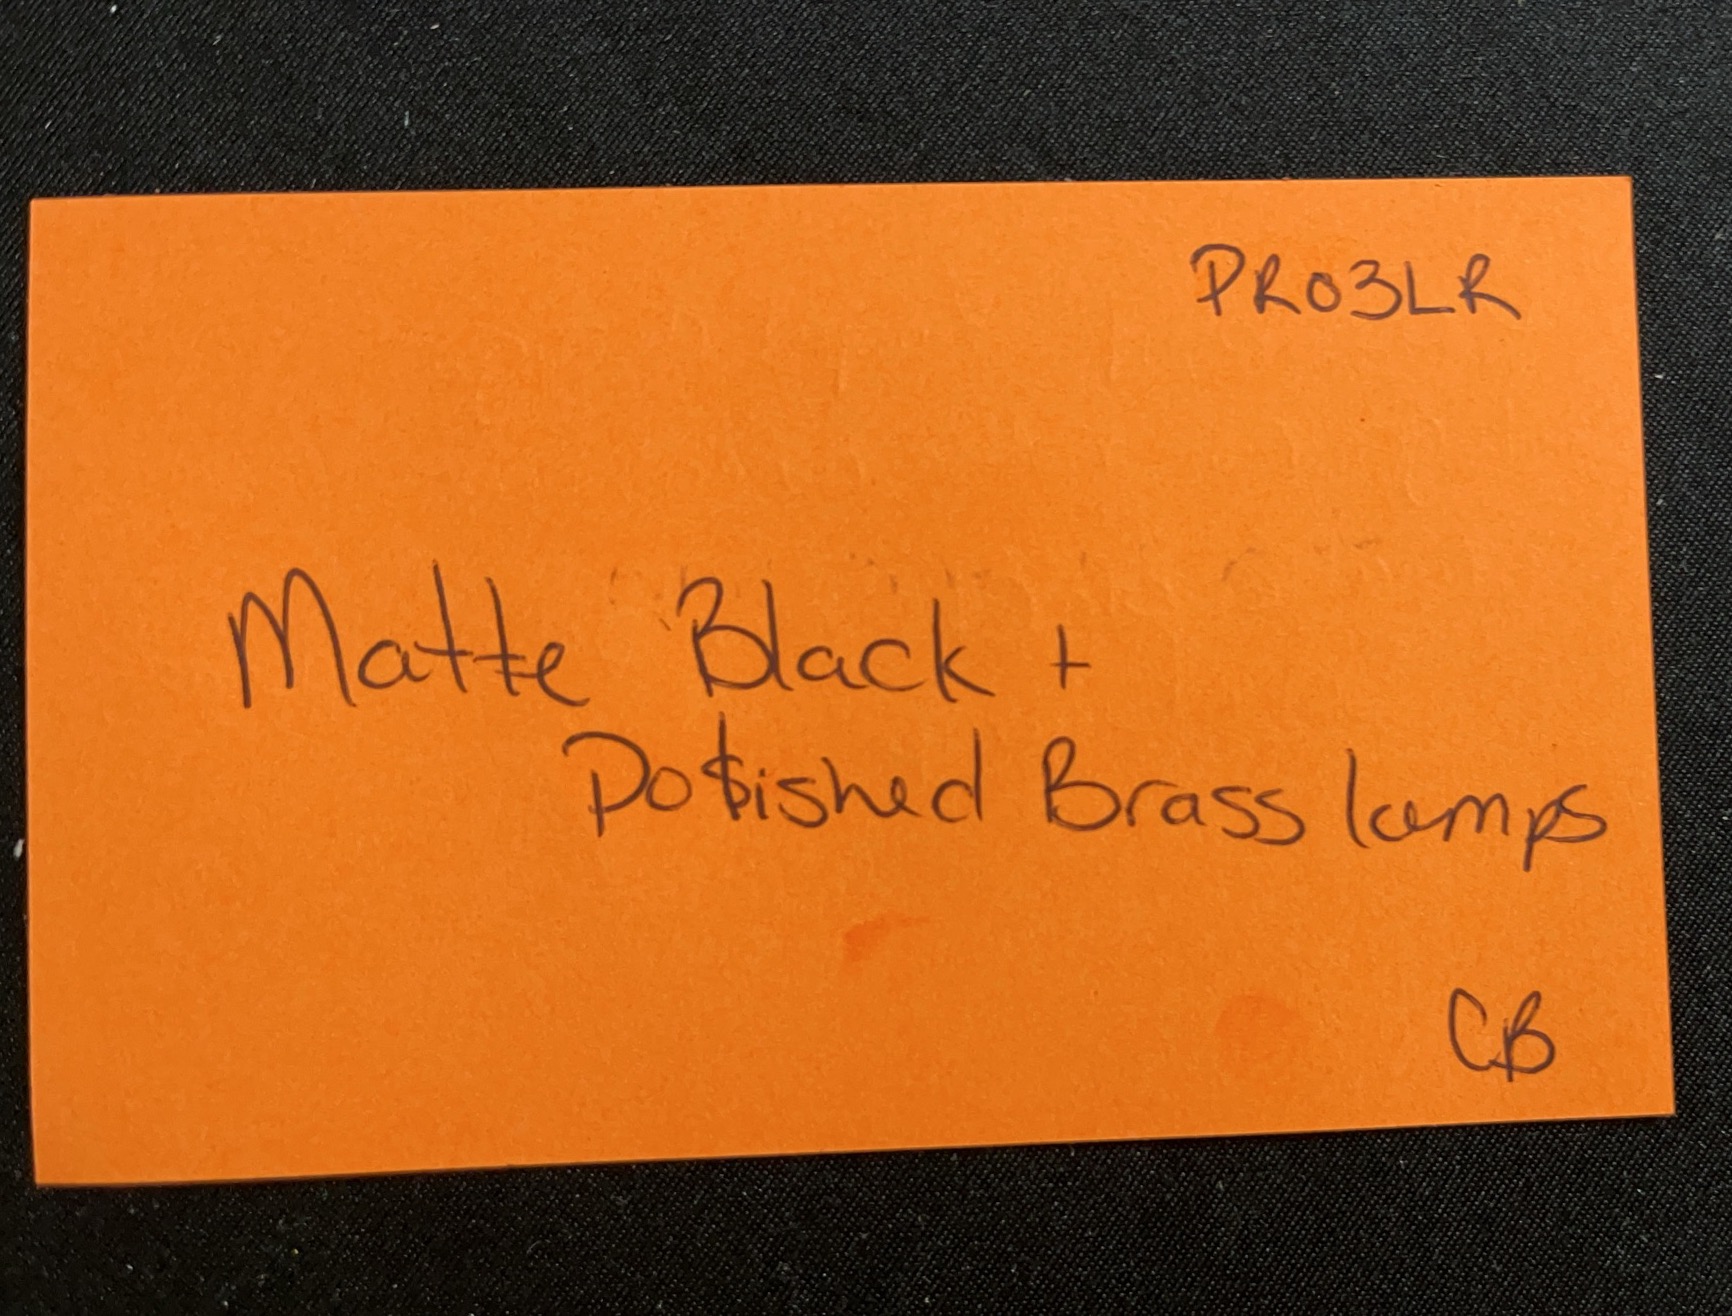 PR03LR
Matte Black +
Polished Brass lamps
CB